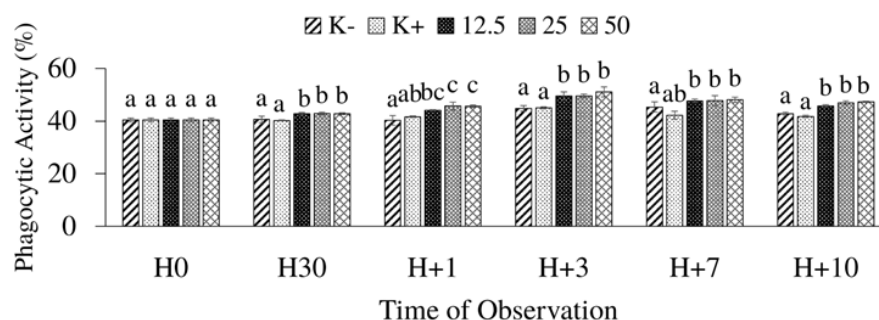 K- K+ 12.5 25 50
Phagocytic Activity (%)
60
40
20
0
a a a a a
a a b b b
a ab bc c c
a a b b b
a ab b b b
a a b b b
H0 H30 H+1 H+3 H+7 H+10
Time of Observation